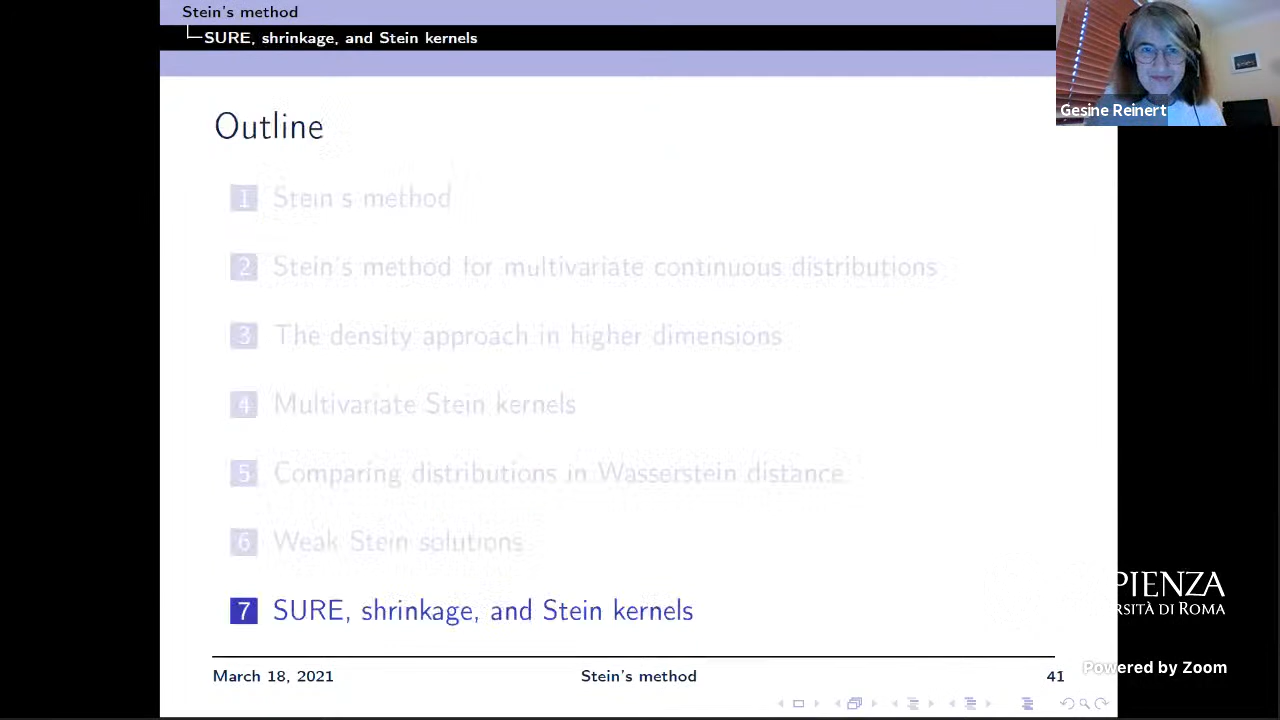 Stein's method
SURE, shrinkage, and Stein kernels
Gesine Reinert
Outline
1 Stein s method
2 Stein's method for multivariate continuous distributions
3 The density approach in higher dimensions
4 Multivariate Stein kernels
5 Comparing distributions in Wasserstein distance
6 Weak Stein solutions
7 SURE, shrinkage, and Stein kernels
PIENZA
RSITÀ DI ROMA
Powered by Zoom
March 18, 2021 Stein's method 41